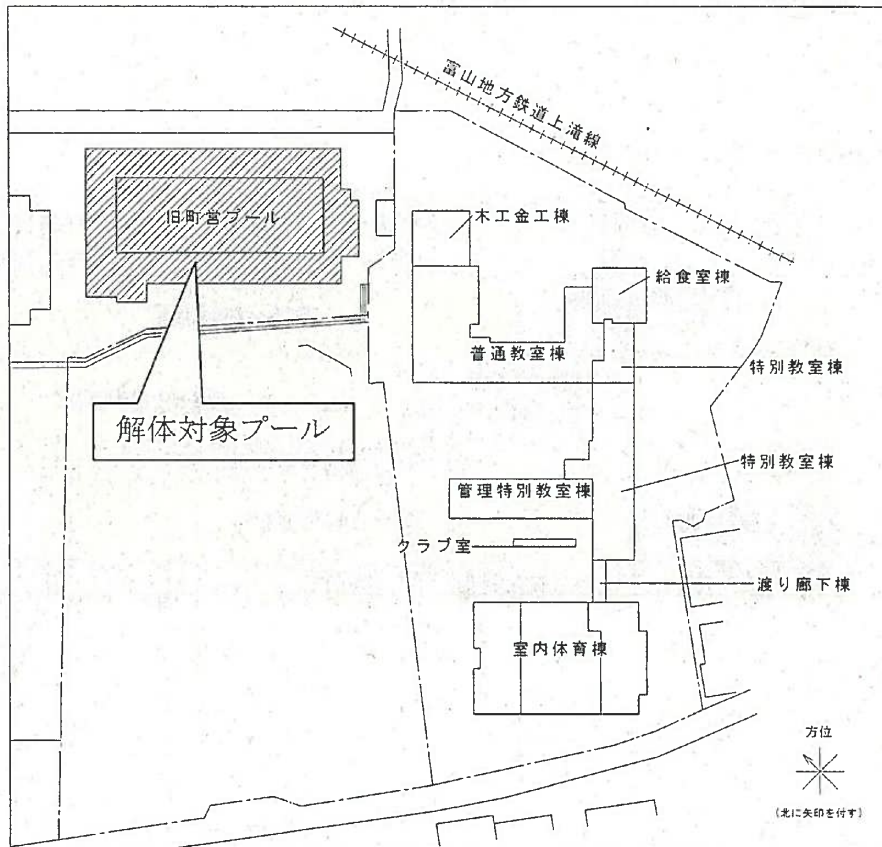 富山地方鉄道上滝線
旧町営プール
木工金工棟
給食室棟
普通教室棟
特別教室棟
解体対象プール
特別教室棟
管理特別教室棟
クラブ室
渡り廊下棟
室内体育棟
方位
(北に矢印を付す)